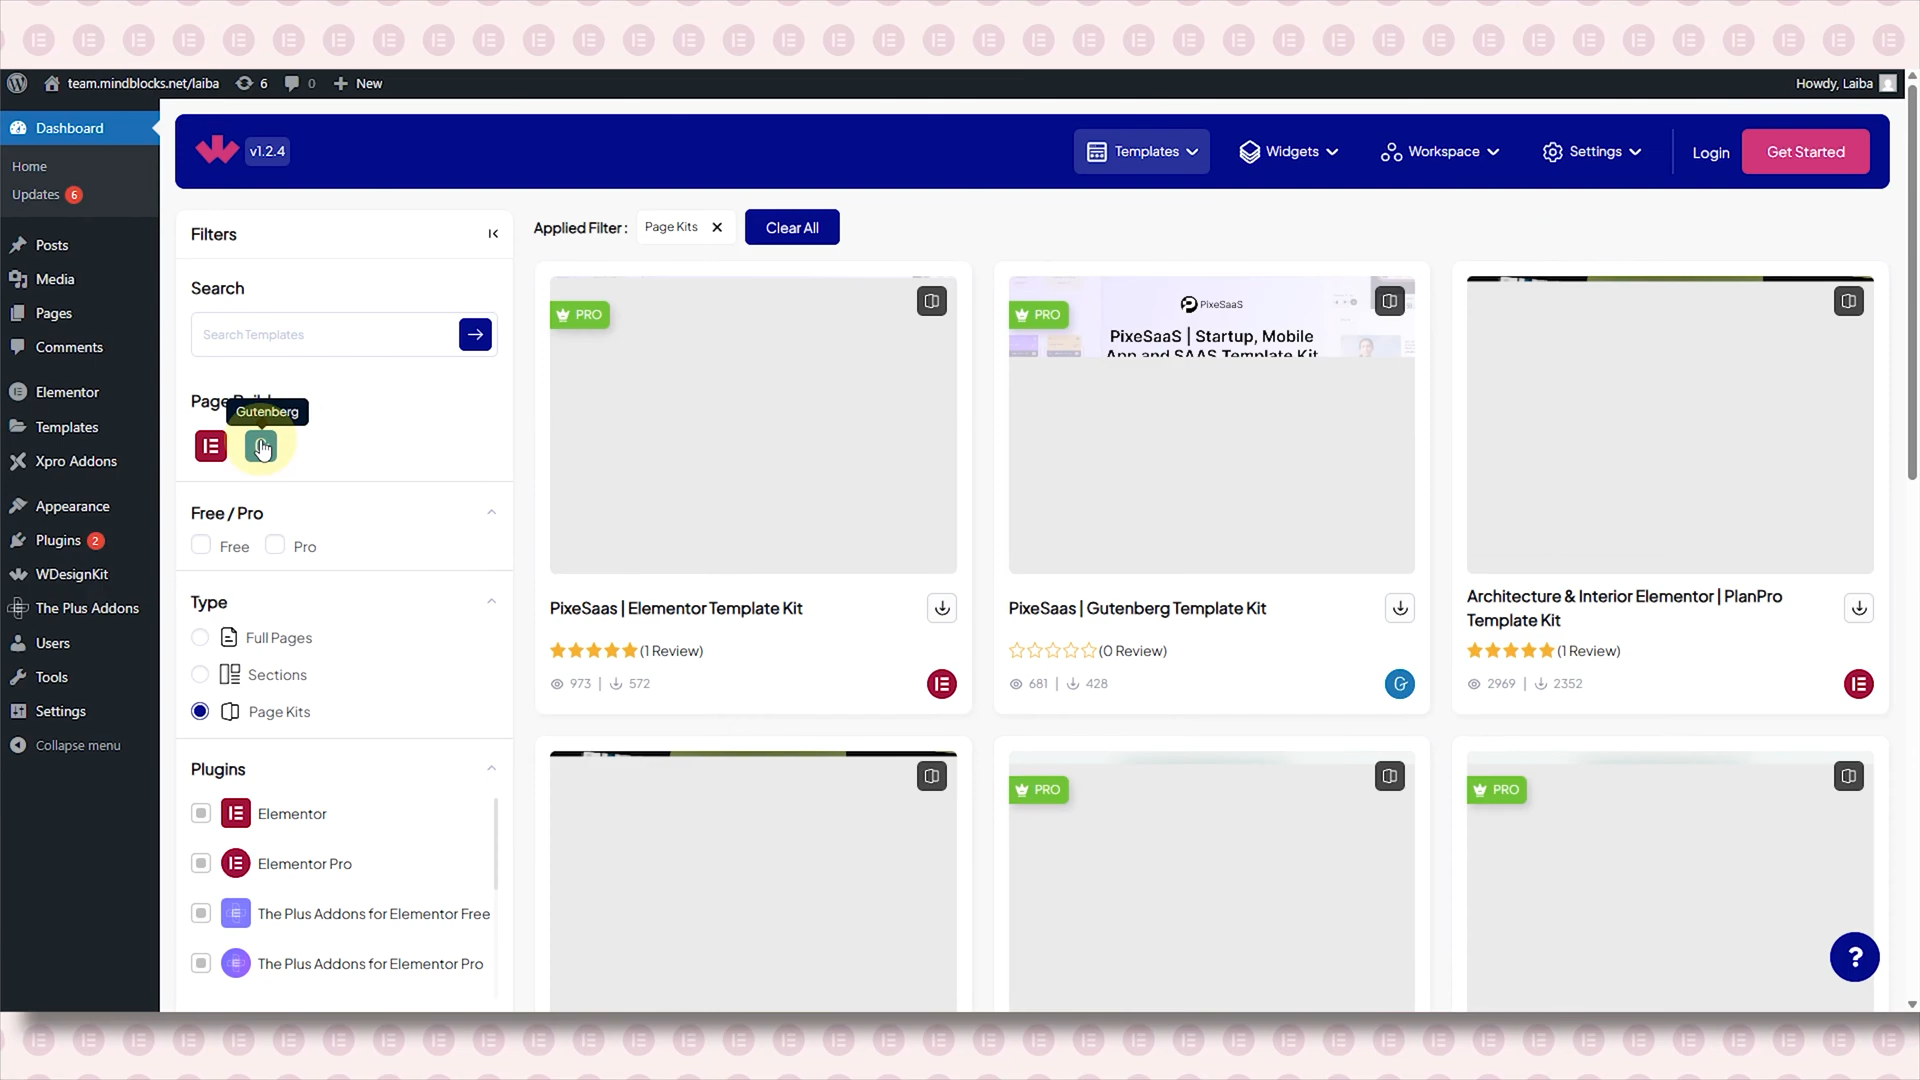 team.mindblocks.net/laiba
6
0
New
Howdy, Laiba
Dashboard
Home
Updates 6
Posts
Media
Pages
Comments
Elementor
Templates
Xpro Addons
Appearance
Plugins 2
WDesignKit
The Plus Addons
Users
Tools
Settings
Collapse menu
v1.2.4
Templates
Widgets
Workspace
Settings
Login
Get Started
Filters
Search
Search Templates
Page
Gutenberg
Free / Pro
Free
Pro
Type
Full Pages
Sections
Page Kits
Plugins
Elementor
Elementor Pro
The Plus Addons for Elementor Free
The Plus Addons for Elementor Pro
Applied Filter :
Page Kits
Clear All
PRO
PixeSaas | Elementor Template Kit
(1 Review)
973 | 572
PRO
PixeSaaS
PixeSaaS | Startup, Mobile
App and SAAS Template Kit
PixeSaas | Gutenberg Template Kit
(0 Review)
681 | 428
Architecture & Interior Elementor | PlanPro
Template Kit
(1 Review)
2969 | 2352
PRO
PRO
?